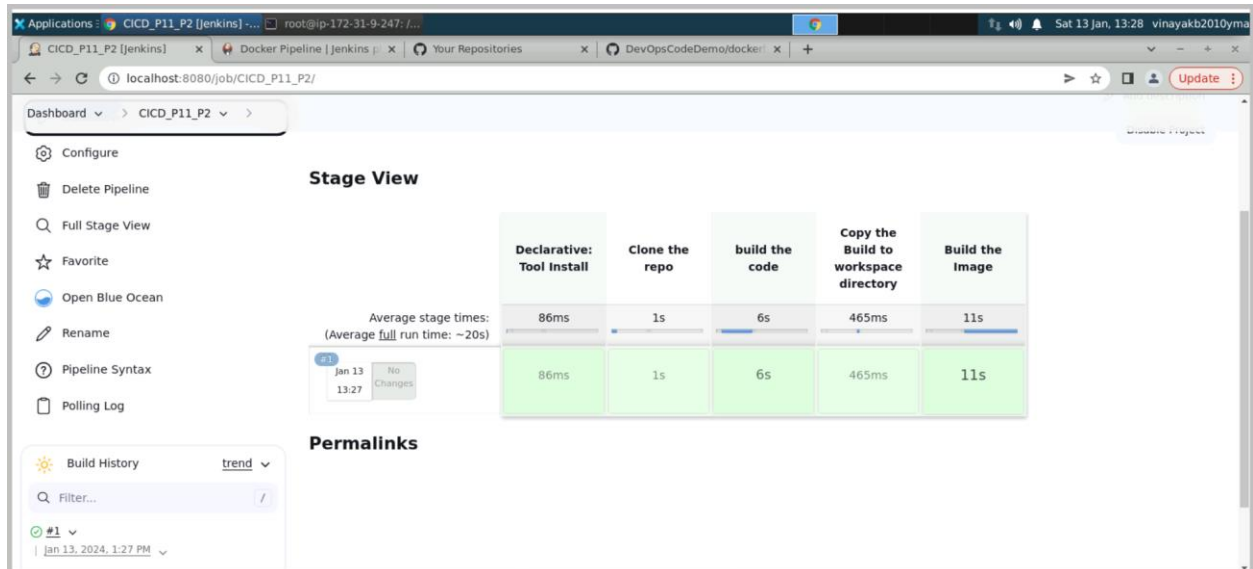 Applications : CICD_P11_P2 [Jenkins] -... root@ip-172-31-9-247: /... Sat 13 Jan, 13:28 vinayakb2010yma
CICD_P11_P2 [Jenkins] x Docker Pipeline | Jenkins pl x Your Repositories x DevOpsCodeDemo/dockerf x +
localhost:8080/job/CICD_P11_P2/ Update
Dashboard > CICD_P11_P2 >
Disable Project
Configure
Delete Pipeline
Full Stage View
Favorite
Open Blue Ocean
Rename
Pipeline Syntax
Polling Log
Build History trend
Filter... /
#1
Jan 13, 2024, 1:27 PM
Stage View
Declarative:
Tool Install
Clone the
repo
build the
code
Copy the
Build to
workspace
directory
Build the
Image
Average stage times:
(Average full run time: ~20s)
86ms 1s 6s 465ms 11s
#1
Jan 13
13:27
No
Changes
86ms 1s 6s 465ms 11s
Permalinks